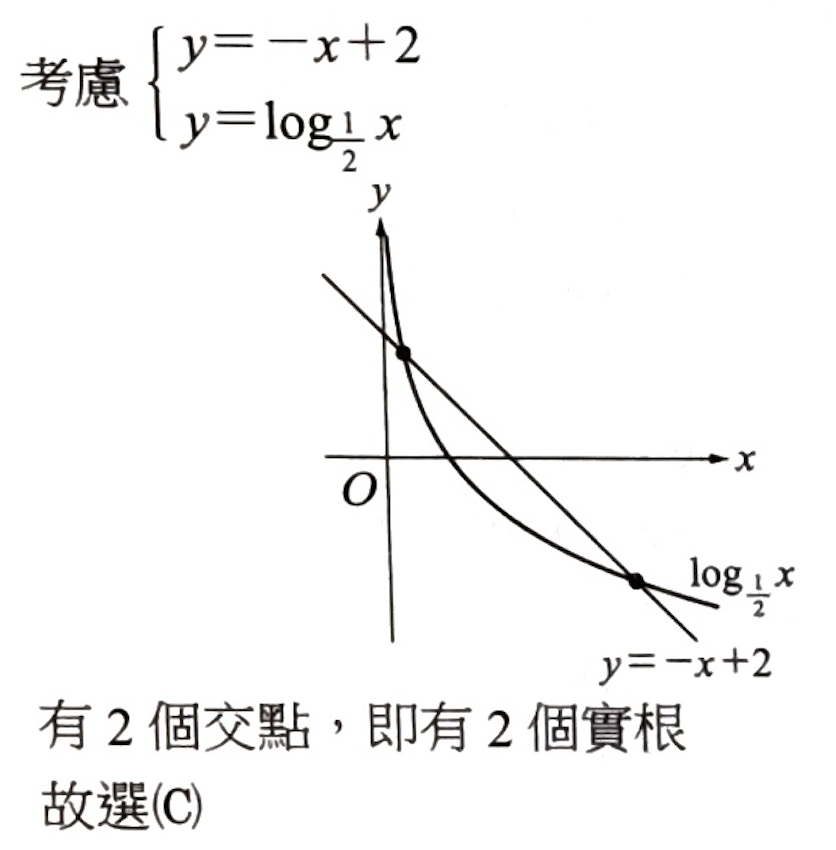 考慮 { y=−x+2
y=log_{1/2} x
y
x
O
log_{1/2} x
y=−x+2
有 2 個交點，即有 2 個實根
故選(C)